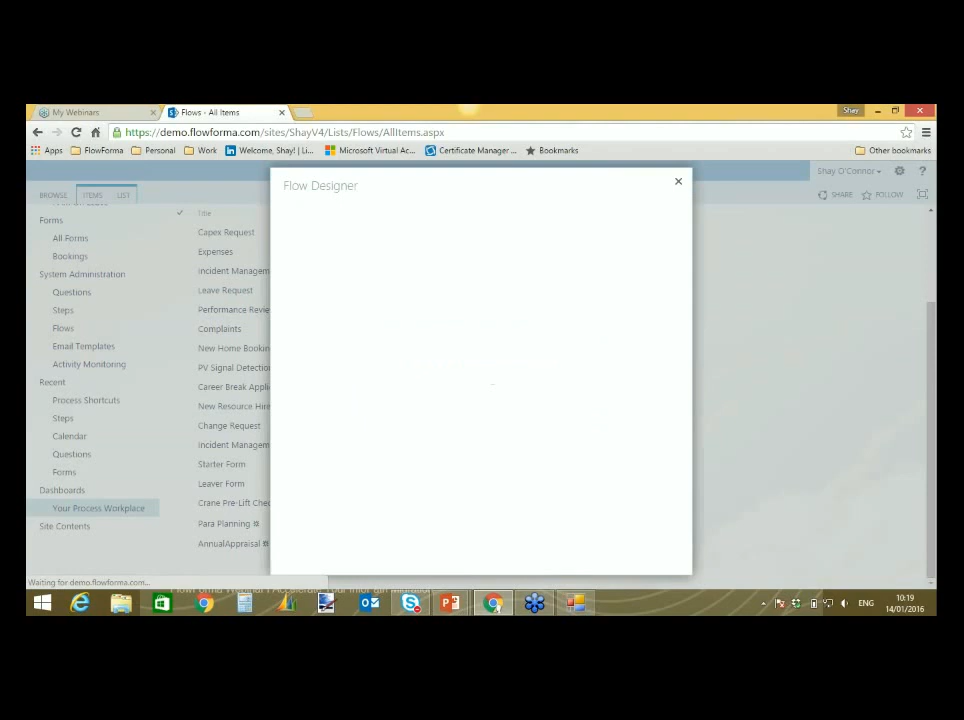 My Webinars
Flows - All Items
Shay
https://demo.flowforma.com/sites/ShayV4/Lists/Flows/AllItems.aspx
Apps FlowForma Personal Work Welcome, Shay! | Li... Microsoft Virtual Ac... Certificate Manager ... Bookmarks Other bookmarks
Shay O'Connor
BROWSE ITEMS LIST
SHARE FOLLOW
Flow Designer
Forms
All Forms
Bookings
System Administration
Questions
Steps
Flows
Email Templates
Activity Monitoring
Recent
Process Shortcuts
Steps
Calendar
Questions
Forms
Dashboards
Your Process Workplace
Site Contents
Title
Capex Request
Expenses
Incident Managem
Leave Request
Performance Revie
Complaints
New Home Bookin
PV Signal Detectio
Career Break Appli
New Resource Hire
Change Request
Incident Managem
Starter Form
Leaver Form
Crane Pre-Lift Che
Para Planning
AnnualAppraisal
Waiting for demo.flowforma.com...
ENG
10:19
14/01/2016